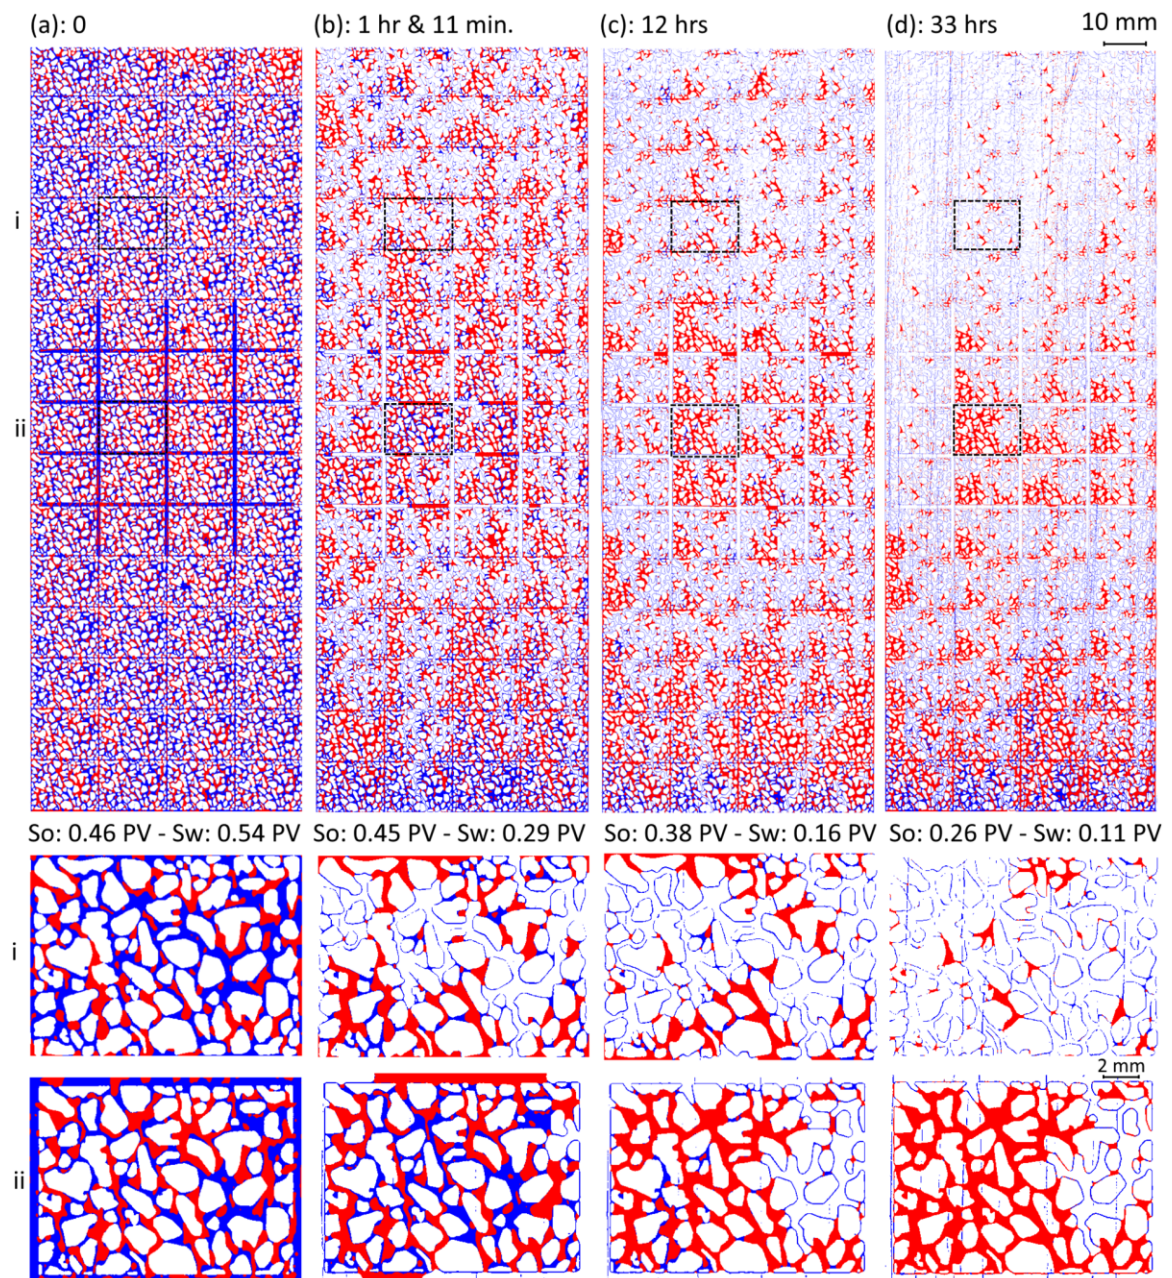 (a): 0 (b): 1 hr & 11 min. (c): 12 hrs (d): 33 hrs 10 mm
i
ii
So: 0.46 PV - Sw: 0.54 PV So: 0.45 PV - Sw: 0.29 PV So: 0.38 PV - Sw: 0.16 PV So: 0.26 PV - Sw: 0.11 PV
i
2 mm
ii